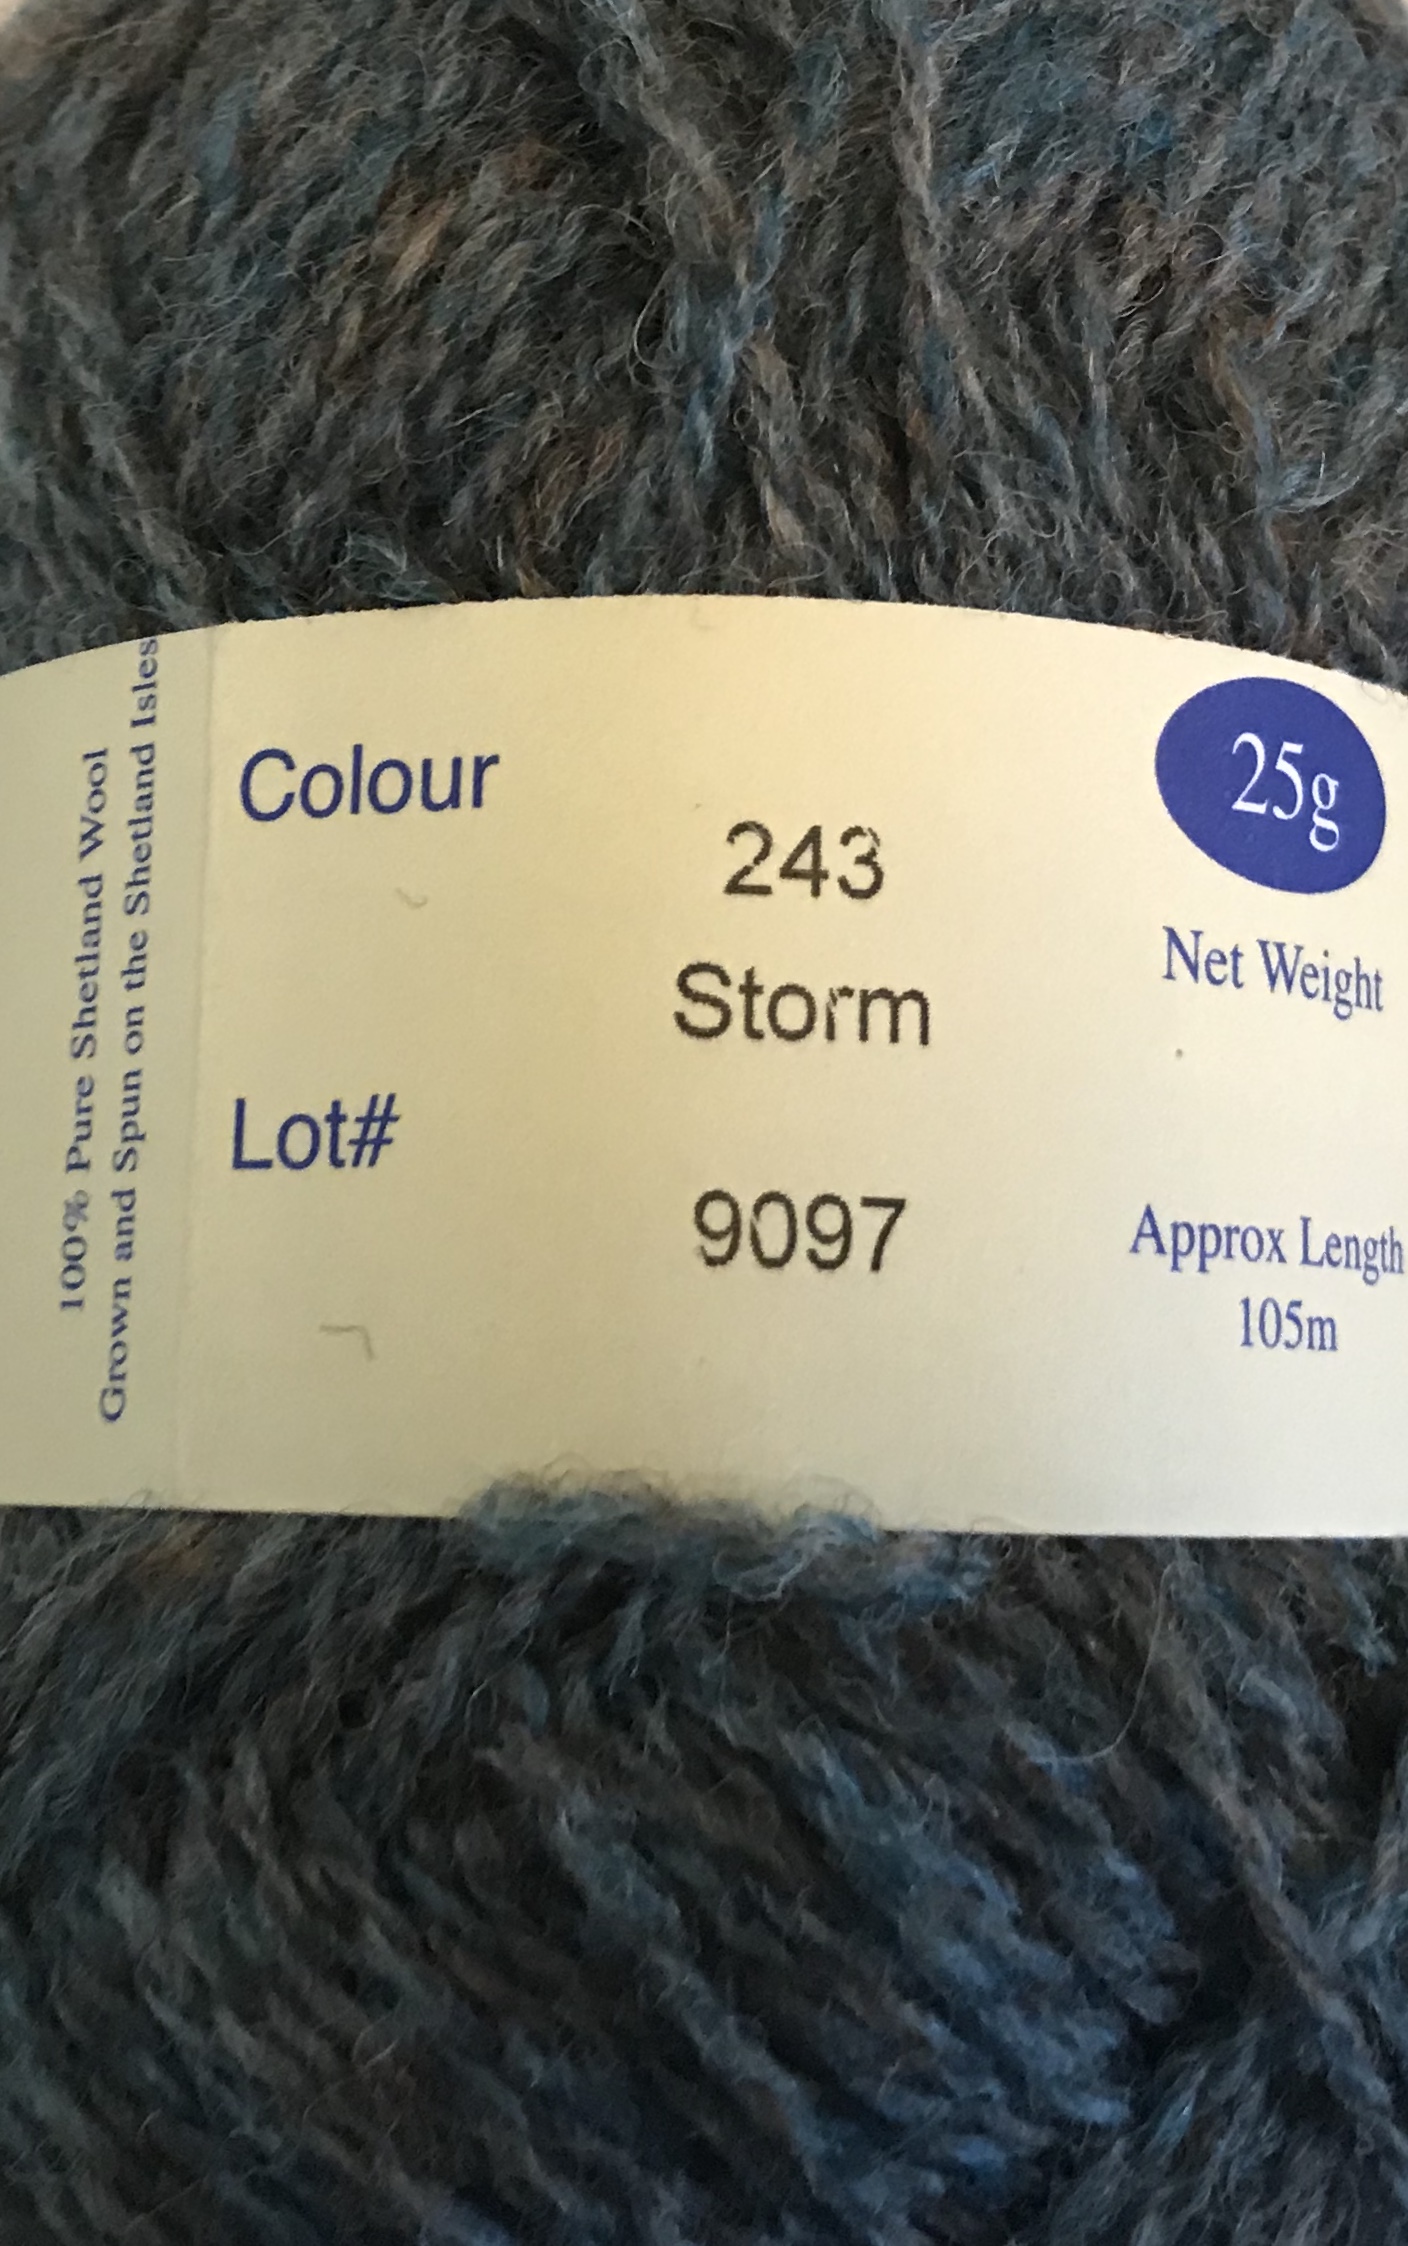 100% Pure Shetland Wool
Grown and Spun on the Shetland Isles
Colour
243
Storm
Lot#
9097
25g
Net Weight
Approx Length
105m